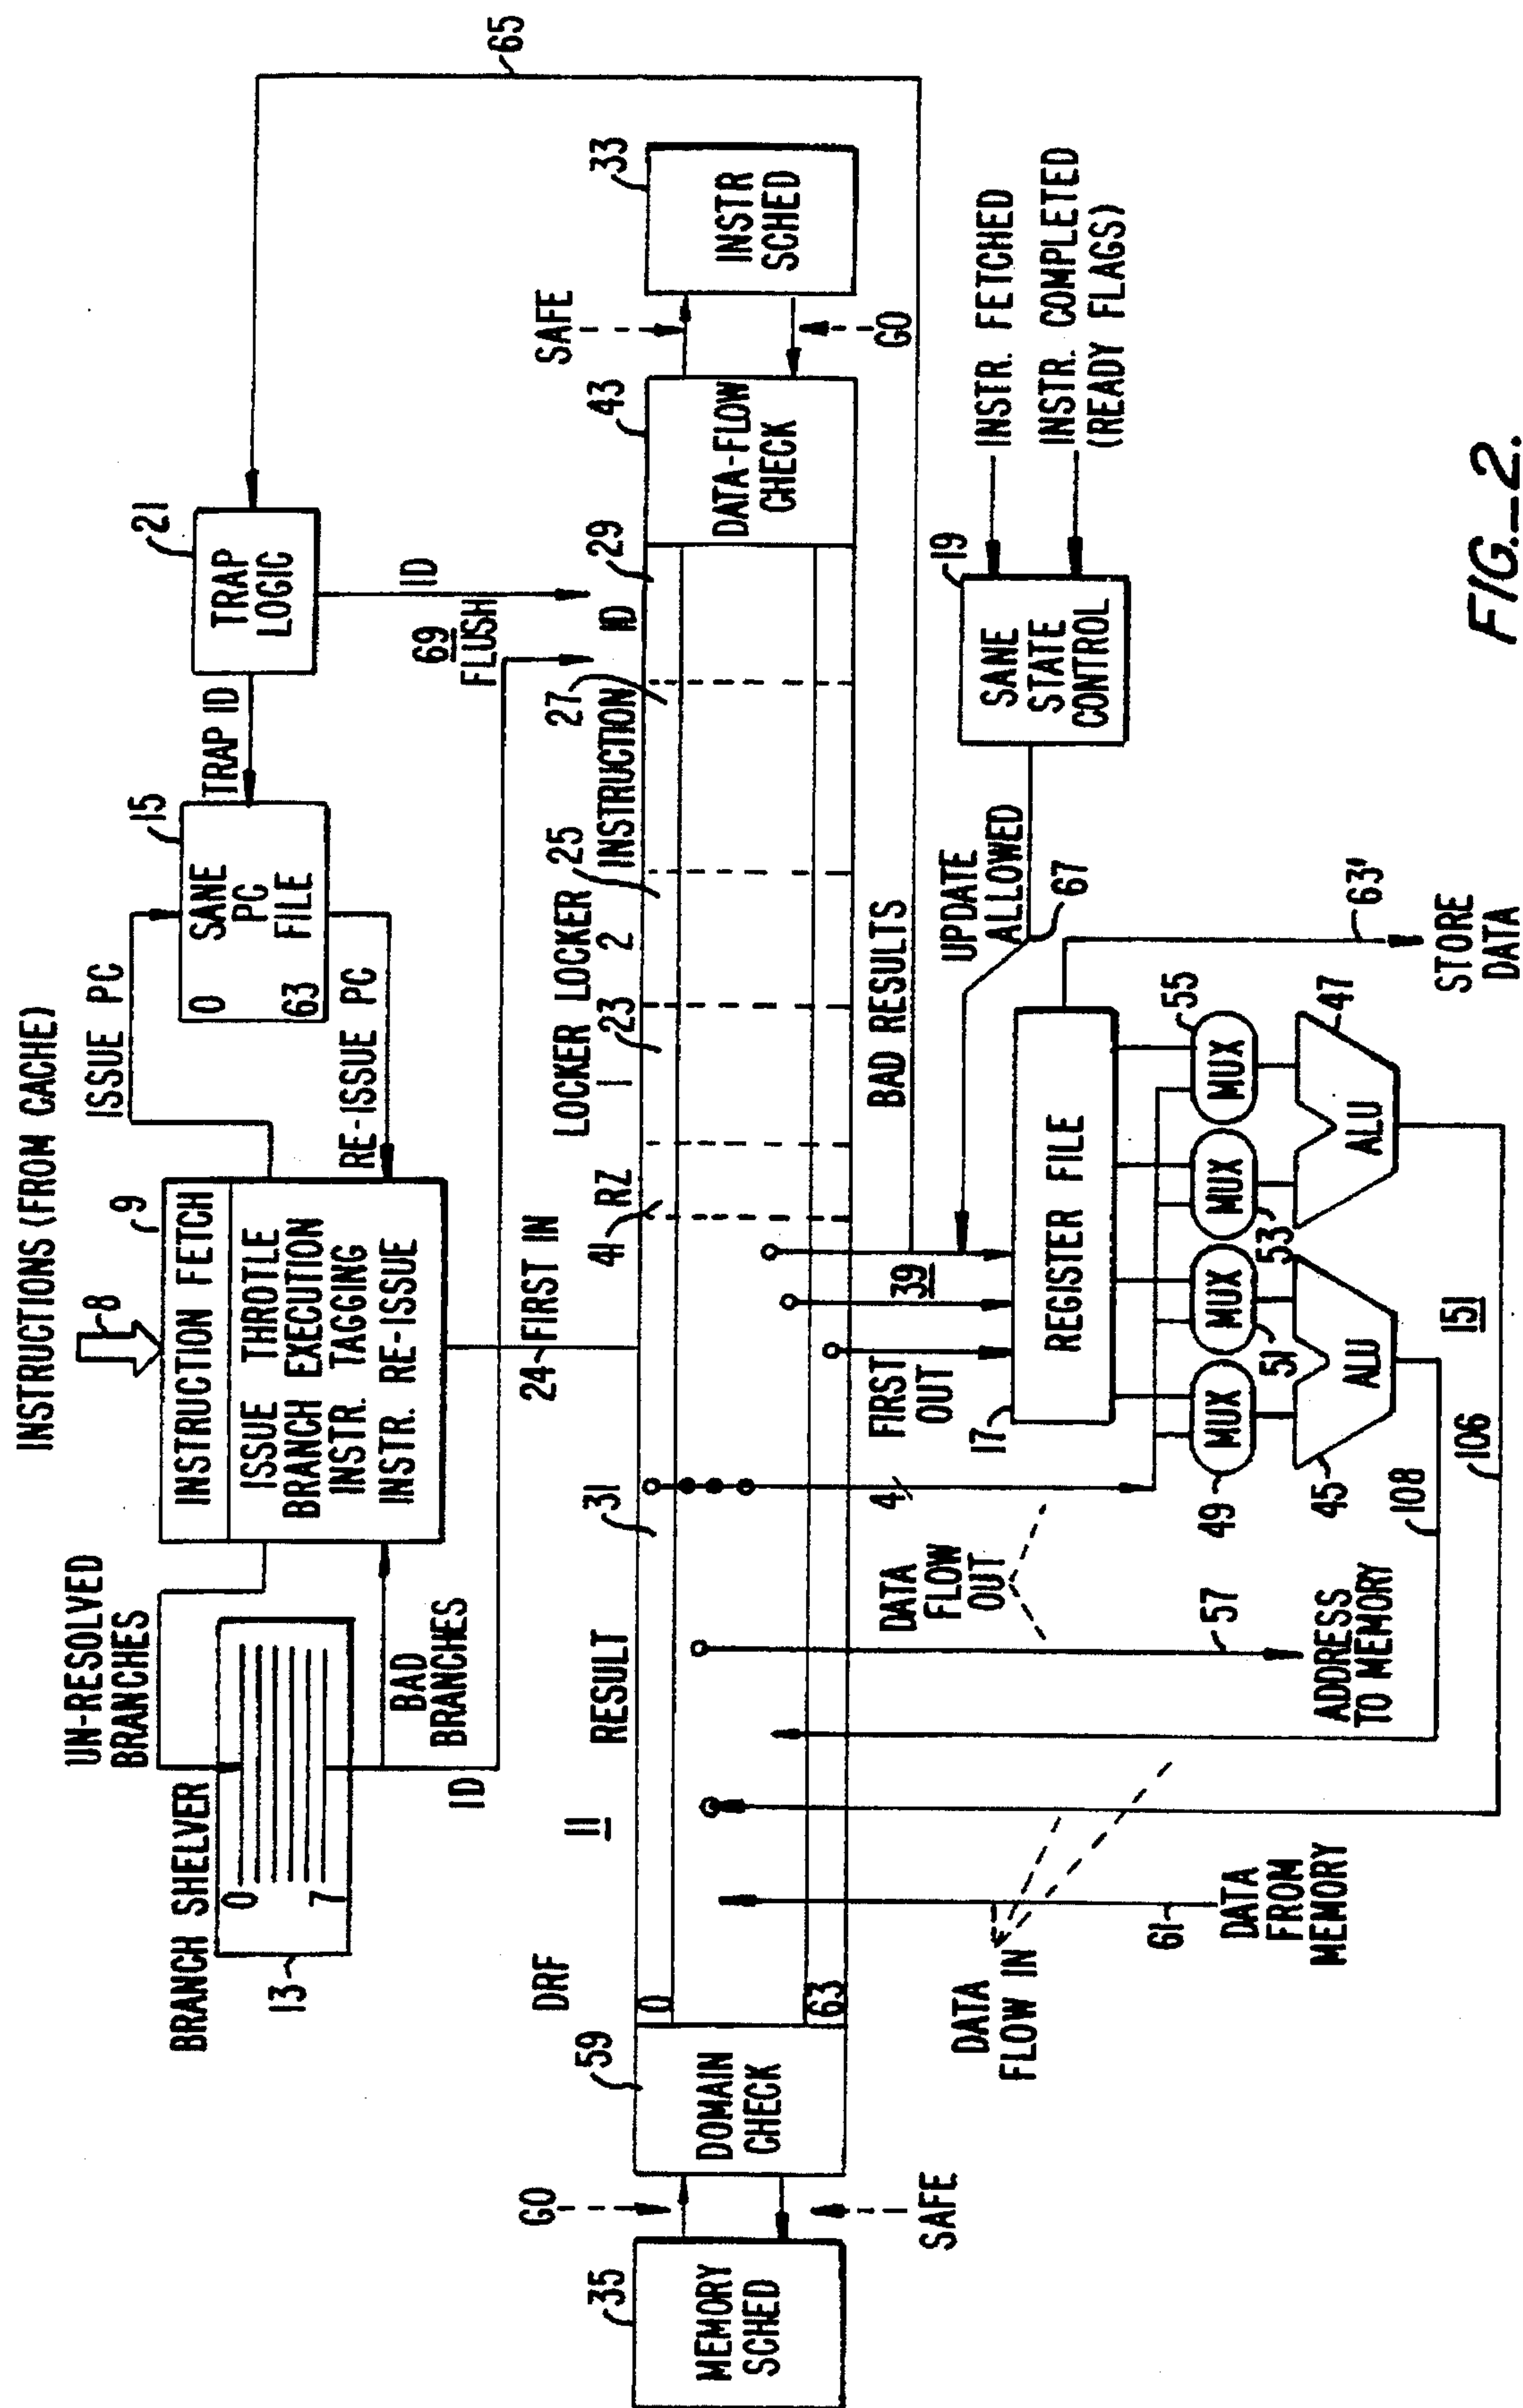 INSTRUCTIONS (FROM CACHE)
8
9
INSTRUCTION FETCH
ISSUE THROTLE
BRANCH EXECUTION
INSTR. TAGGING
INSTR. RE-ISSUE
UN-RESOLVED
BRANCHES
BRANCH SHELVER
0
7
13
BAD
BRANCHES
ID
ISSUE PC
RE-ISSUE PC
15
SANE
PC
FILE
0
63
TRAP ID
21
TRAP
LOGIC
65
ID
69
FLUSH
24
FIRST IN
35
MEMORY
SCHED
GO
SAFE
59
DOMAIN
CHECK
DRF
0
63
11
RESULT
31
41
RZ
LOCKER
1
23
LOCKER
2
25
INSTRUCTION
27
ID
29
43
DATA-FLOW
CHECK
SAFE
GO
33
INSTR
SCHED
DATA
FLOW IN
61
DATA
FROM
MEMORY
DATA
FLOW
OUT
57
ADDRESS
TO MEMORY
4
FIRST
OUT
39
BAD RESULTS
UPDATE
ALLOWED
67
19
SANE
STATE
CONTROL
INSTR. FETCHED
INSTR. COMPLETED
(READY FLAGS)
17
REGISTER FILE
63'
STORE
DATA
49
MUX
51
MUX
53
MUX
55
MUX
45
ALU
47
ALU
108
106
151
FIG._2.